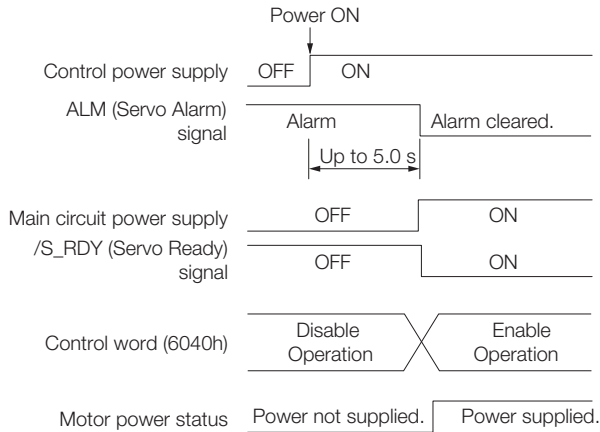 Power ON
Control power supply OFF ON
ALM (Servo Alarm)
signal
Alarm Alarm cleared.
Up to 5.0 s
Main circuit power supply OFF ON
/S_RDY (Servo Ready)
signal
OFF ON
Control word (6040h)
Disable
Operation
Enable
Operation
Motor power status Power not supplied. Power supplied.